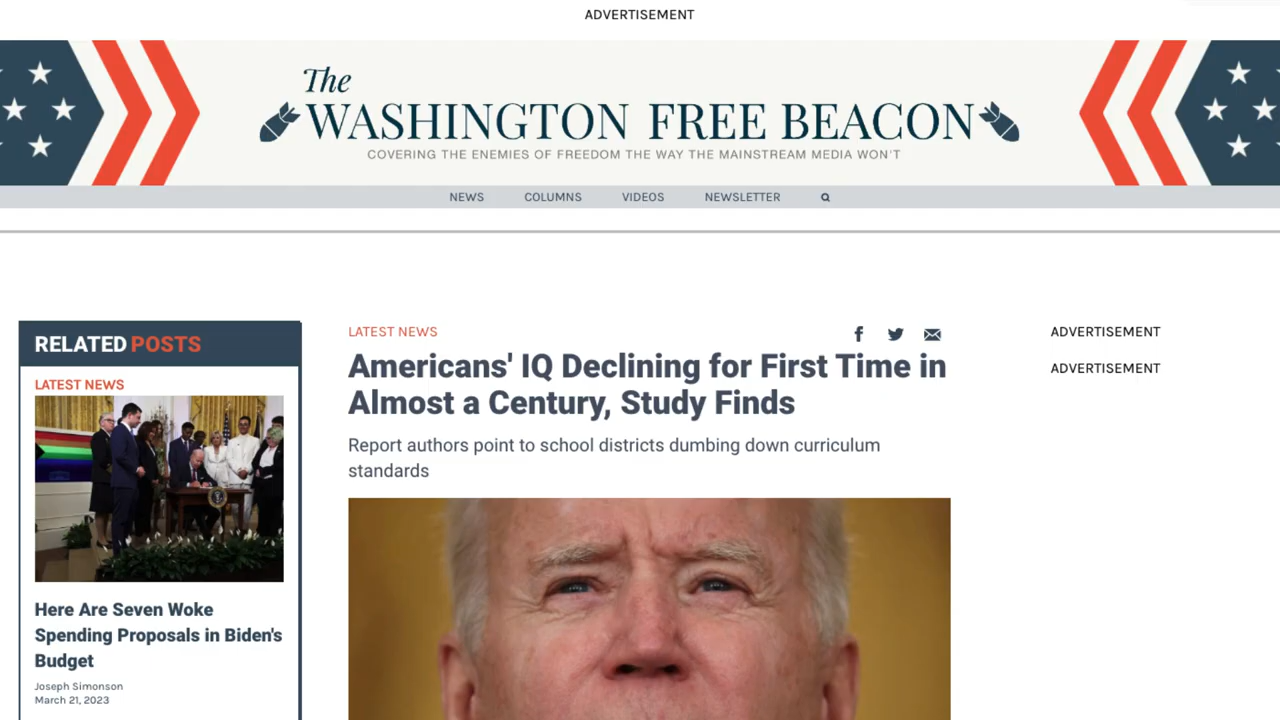 ADVERTISEMENT
The
WASHINGTON FREE BEACON
COVERING THE ENEMIES OF FREEDOM THE WAY THE MAINSTREAM MEDIA WON'T
NEWS COLUMNS VIDEOS NEWSLETTER
RELATED POSTS
LATEST NEWS
Here Are Seven Woke
Spending Proposals in Biden's
Budget
Joseph Simonson
March 21, 2023
LATEST NEWS
Americans' IQ Declining for First Time in
Almost a Century, Study Finds
Report authors point to school districts dumbing down curriculum
standards
ADVERTISEMENT
ADVERTISEMENT